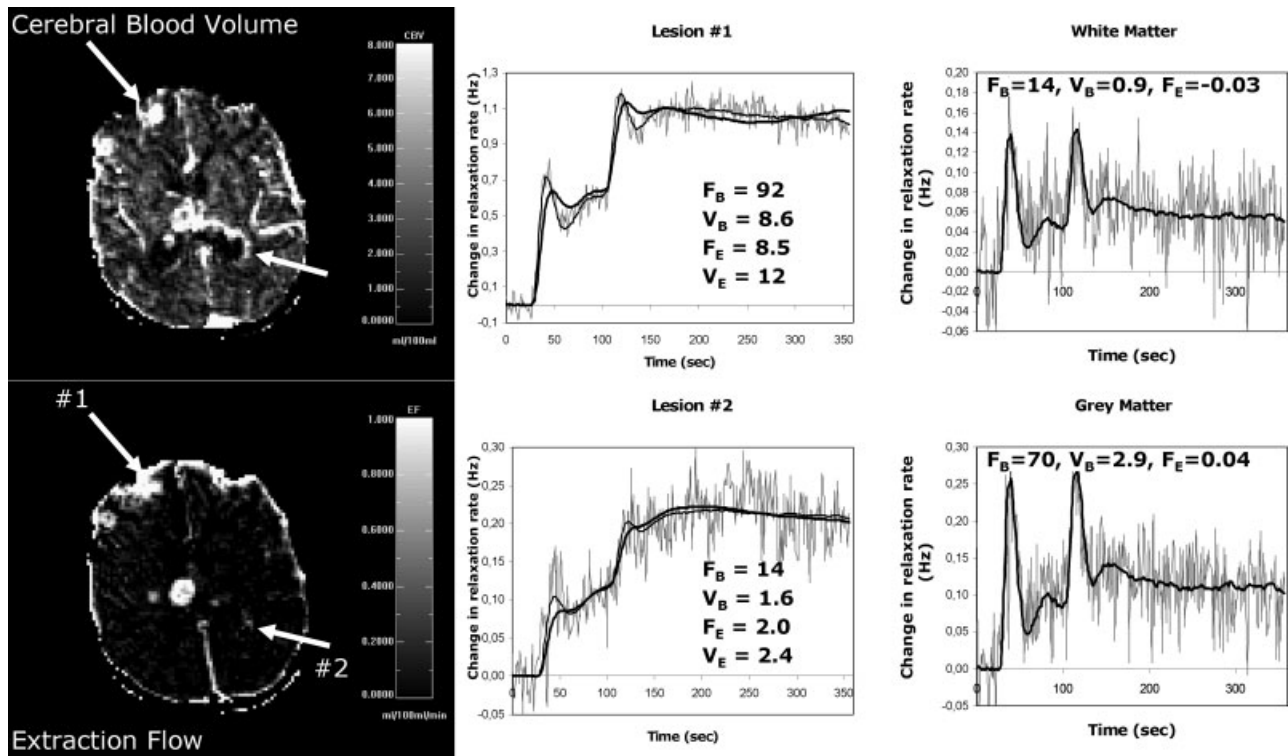 Cerebral Blood Volume
CBV
8.000
7.000
6.000
5.000
4.000
3.000
2.000
1.000
0.0000
ml/100ml
#1
EF
1.000
0.8000
0.6000
0.4000
0.2000
0.0000
ml/100ml/min
#2
Extraction Flow
Lesion #1
Change in relaxation rate (Hz)
1,3
1,1
0,9
0,7
0,5
0,3
0,1
-0,1
F_B = 92
V_B = 8.6
F_E = 8.5
V_E = 12
0 50 100 150 200 250 300 350
Time (sec)
White Matter
Change in relaxation rate
(Hz)
0,20
0,18
0,16
0,14
0,12
0,10
0,08
0,06
0,04
0,02
0,00
-0,02
-0,04
-0,06
F_B=14, V_B=0.9, F_E=-0.03
0 100 200 300
Time (sec)
Lesion #2
Change in relaxation rate (Hz)
0,30
0,25
0,20
0,15
0,10
0,05
0,00
-0,05
F_B = 14
V_B = 1.6
F_E = 2.0
V_E = 2.4
0 50 100 150 200 250 300 350
Time (sec)
Grey Matter
Change in relaxation rate
(Hz)
0,30
0,25
0,20
0,15
0,10
0,05
0,00
-0,05
F_B=70, V_B=2.9, F_E=0.04
0 100 200 300
Time (sec)